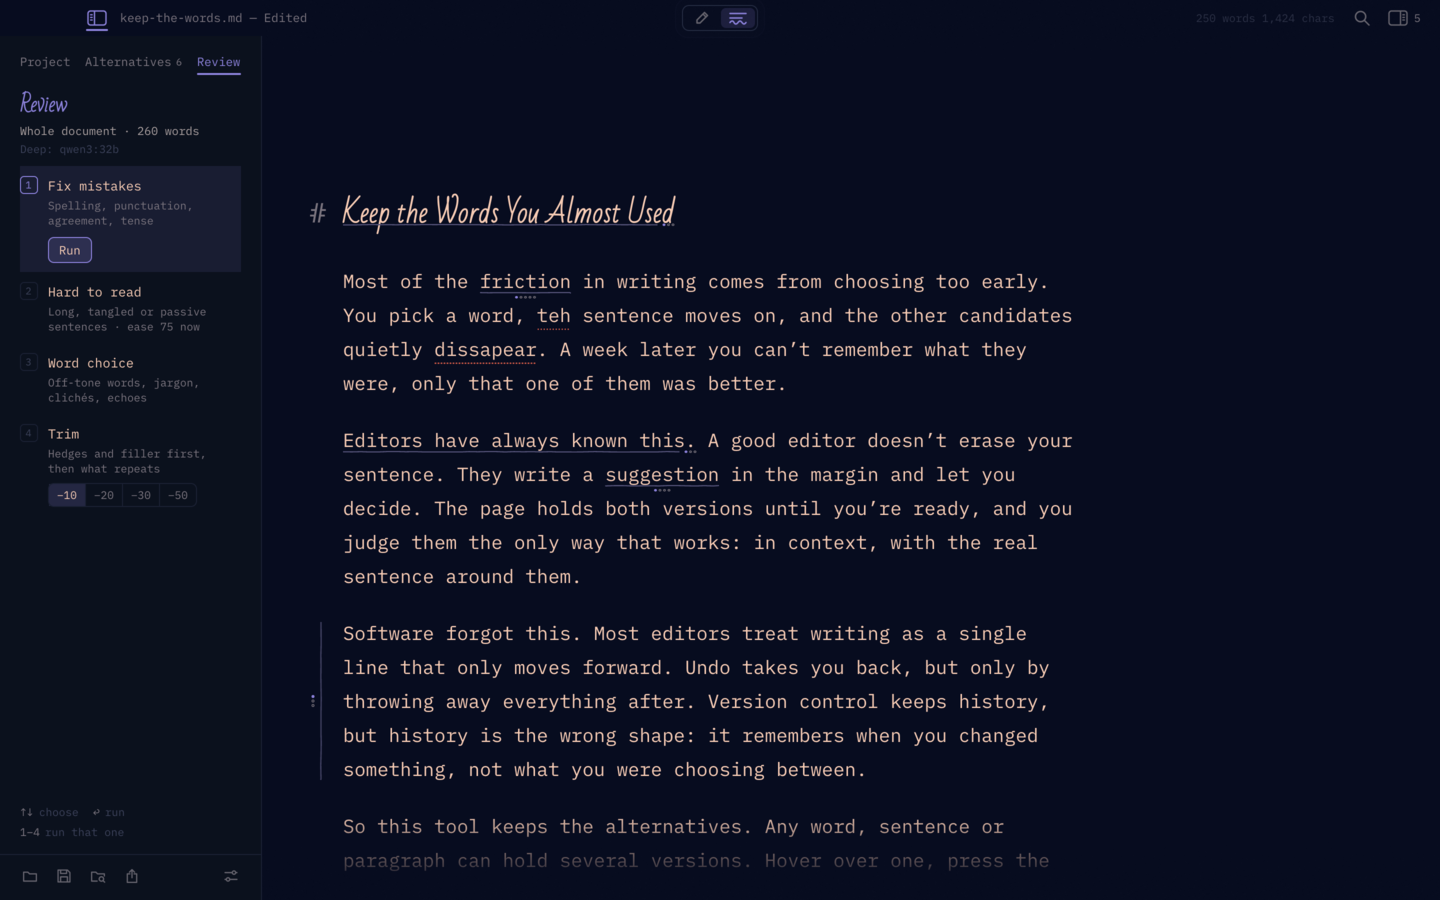 keep-the-words.md — Edited
250 words 1,424 chars
5
Project Alternatives 6 Review
Review
Whole document · 260 words
Deep: qwen3:32b
1 Fix mistakes
Spelling, punctuation,
agreement, tense
Run
2 Hard to read
Long, tangled or passive
sentences · ease 75 now
3 Word choice
Off-tone words, jargon,
clichés, echoes
4 Trim
Hedges and filler first,
then what repeats
−10 −20 −30 −50
↑↓ choose ↵ run
1–4 run that one
# Keep the Words You Almost Used
Most of the friction in writing comes from choosing too early.
You pick a word, teh sentence moves on, and the other candidates
quietly dissapear. A week later you can’t remember what they
were, only that one of them was better.
Editors have always known this. A good editor doesn’t erase your
sentence. They write a suggestion in the margin and let you
decide. The page holds both versions until you’re ready, and you
judge them the only way that works: in context, with the real
sentence around them.
Software forgot this. Most editors treat writing as a single
line that only moves forward. Undo takes you back, but only by
throwing away everything after. Version control keeps history,
but history is the wrong shape: it remembers when you changed
something, not what you were choosing between.
So this tool keeps the alternatives. Any word, sentence or
paragraph can hold several versions. Hover over one, press the